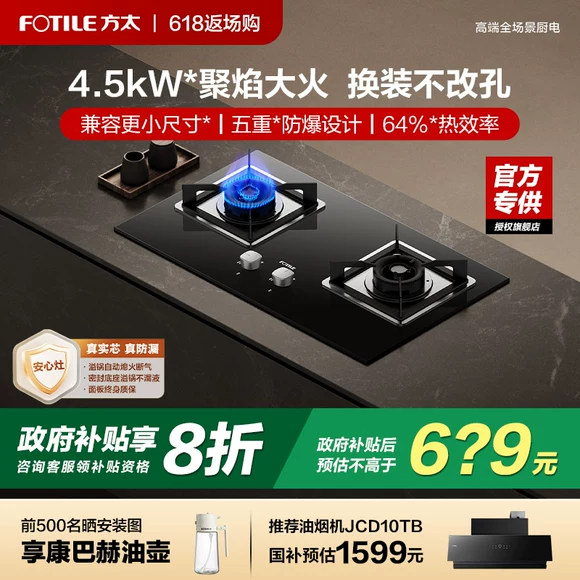 FOTILE 方太 | 618返场购
高端全场景厨电
4.5kW*聚焰大火 换装不改孔
兼容更小尺寸* | 五重*防爆设计 | 64%*热效率
官方
专供
授权旗舰店
FOTILE
安心灶
真实芯 真防漏
溢锅自动熄火断气
密封底座溢锅不漏液
面板终身质保
政府补贴享
咨询客服领补贴资格
8折
政府补贴后
预估不高于
6?9元
前500名晒安装图
享康巴赫油壶
推荐油烟机JCD10TB
国补预估1599元